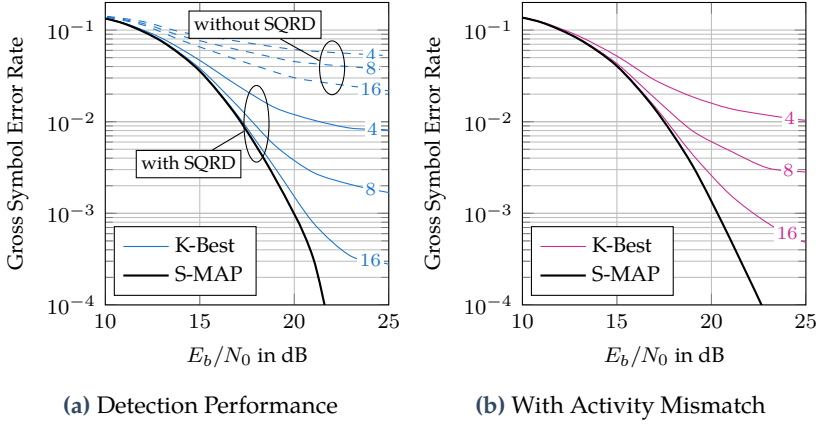 Gross Symbol Error Rate
10⁻¹
10⁻²
10⁻³
10⁻⁴
without SQRD
4
8
16
4
with SQRD
8
16
K-Best
S-MAP
10 15 20 25
E_b/N_0 in dB
(a) Detection Performance
Gross Symbol Error Rate
10⁻¹
10⁻²
10⁻³
10⁻⁴
4
8
16
K-Best
S-MAP
10 15 20 25
E_b/N_0 in dB
(b) With Activity Mismatch